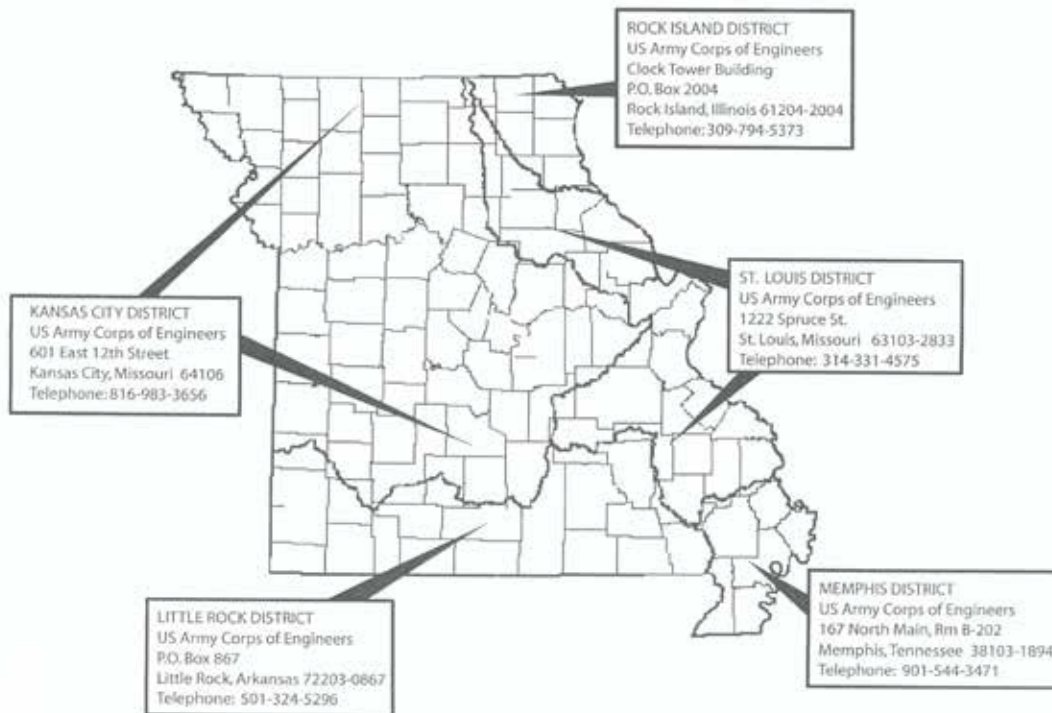 ROCK ISLAND DISTRICT
US Army Corps of Engineers
Clock Tower Building
P.O. Box 2004
Rock Island, Illinois 61204-2004
Telephone: 309-794-5373
ST. LOUIS DISTRICT
US Army Corps of Engineers
1222 Spruce St.
St. Louis, Missouri 63103-2833
Telephone: 314-331-4575
KANSAS CITY DISTRICT
US Army Corps of Engineers
601 East 12th Street
Kansas City, Missouri 64106
Telephone: 816-983-3656
MEMPHIS DISTRICT
US Army Corps of Engineers
167 North Main, Rm B-202
Memphis, Tennessee 38103-1894
Telephone: 901-544-3471
LITTLE ROCK DISTRICT
US Army Corps of Engineers
P.O. Box 867
Little Rock, Arkansas 72203-0867
Telephone: 501-324-5296